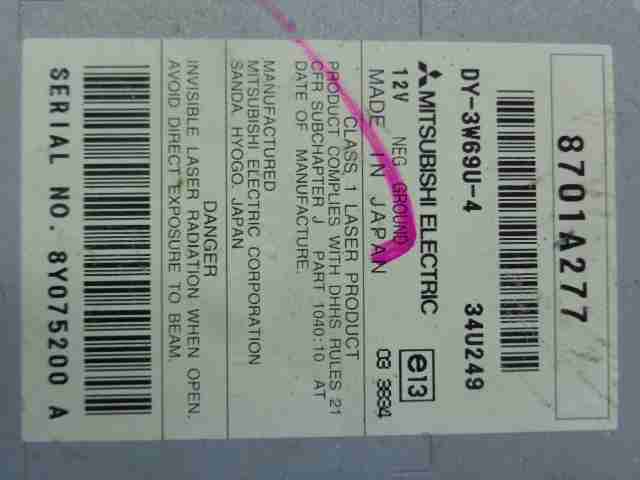 8701A277
DY-3W69U-4 34U249
MITSUBISHI ELECTRIC
12V NEG GROUND
MADE IN JAPAN
e13
03 3834
CLASS 1 LASER PRODUCT
PRODUCT COMPLIES WITH DHHS RULES 21
CFR SUBCHAPTER J PART 1040:10 AT
DATE OF MANUFACTURE.
MANUFACTURED
MITSUBISHI ELECTRIC CORPORATION
SANDA, HYOGO, JAPAN
DANGER
INVISIBLE LASER RADIATION WHEN OPEN.
AVOID DIRECT EXPOSURE TO BEAM.
SERIAL NO. 8Y075200 A